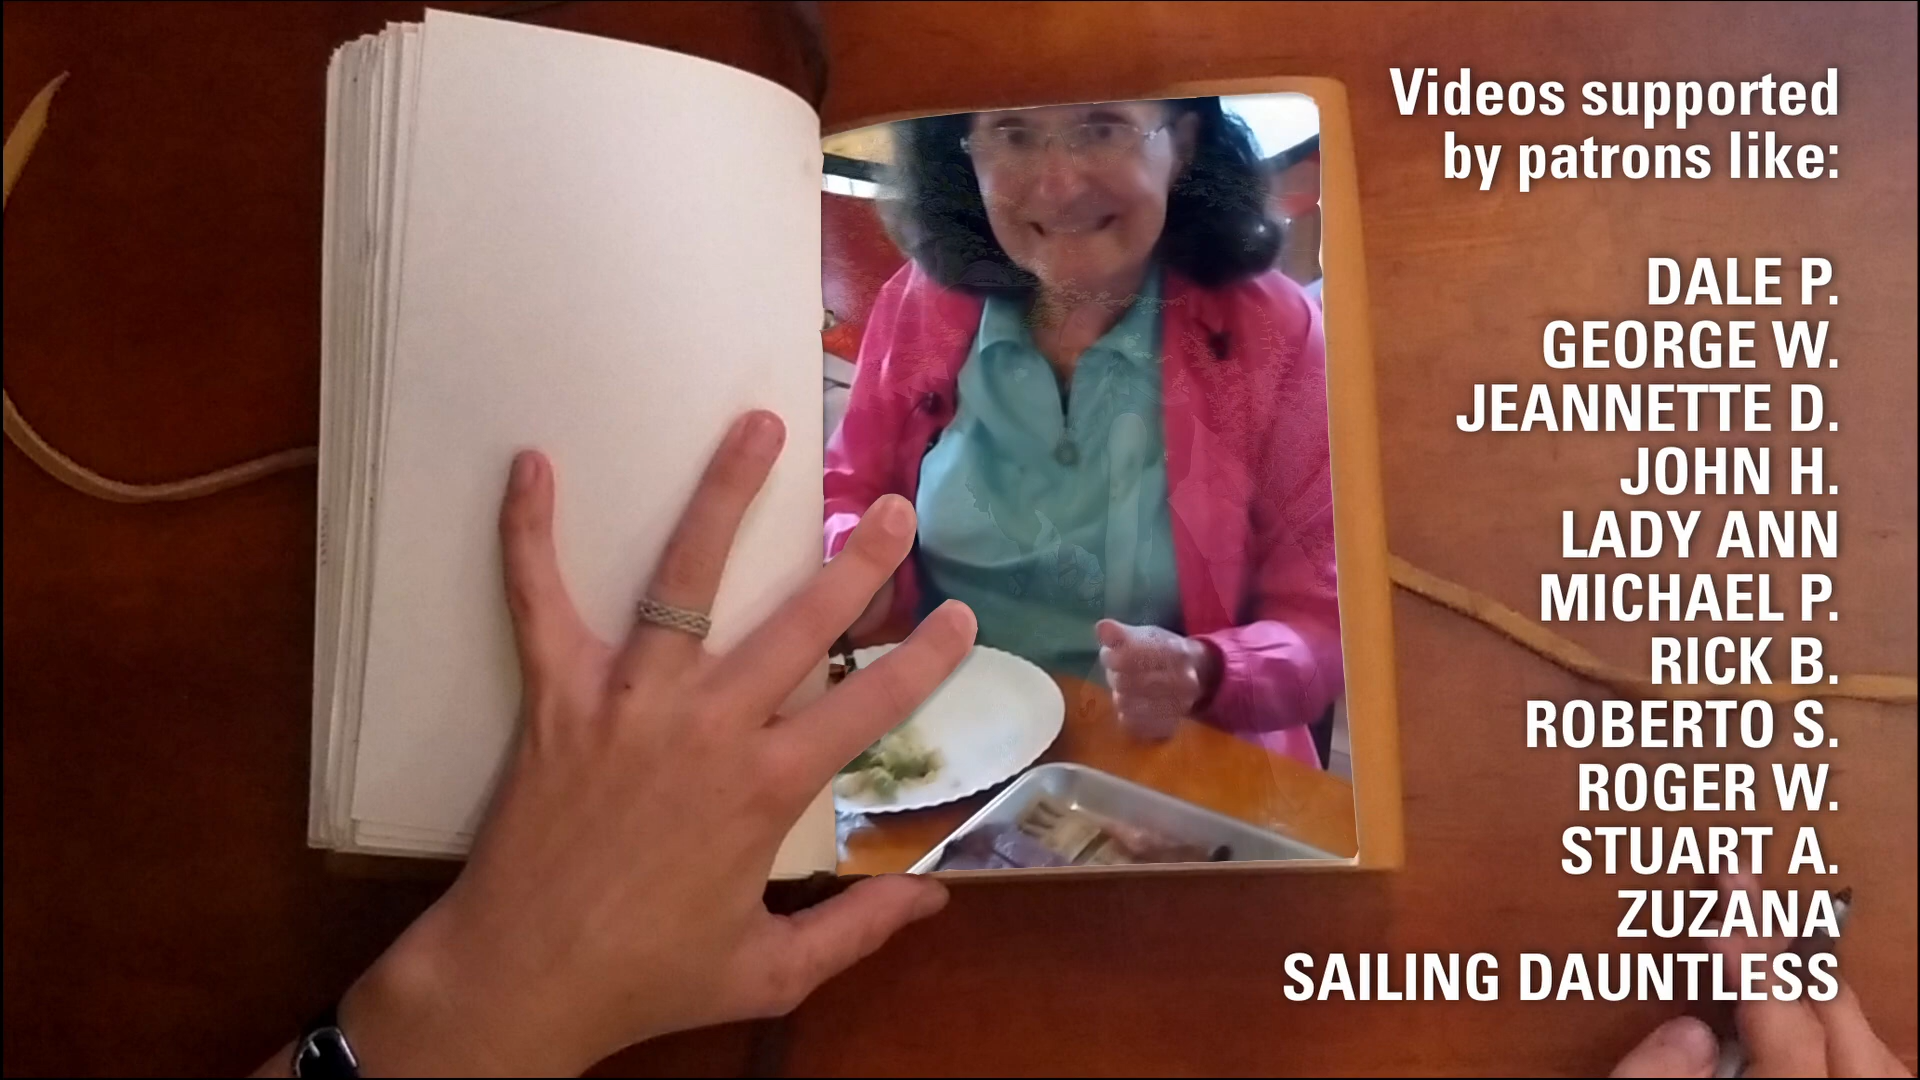 Videos supported
by patrons like:
DALE P.
GEORGE W.
JEANNETTE D.
JOHN H.
LADY ANN
MICHAEL P.
RICK B.
ROBERTO S.
ROGER W.
STUART A.
ZUZANA
SAILING DAUNTLESS